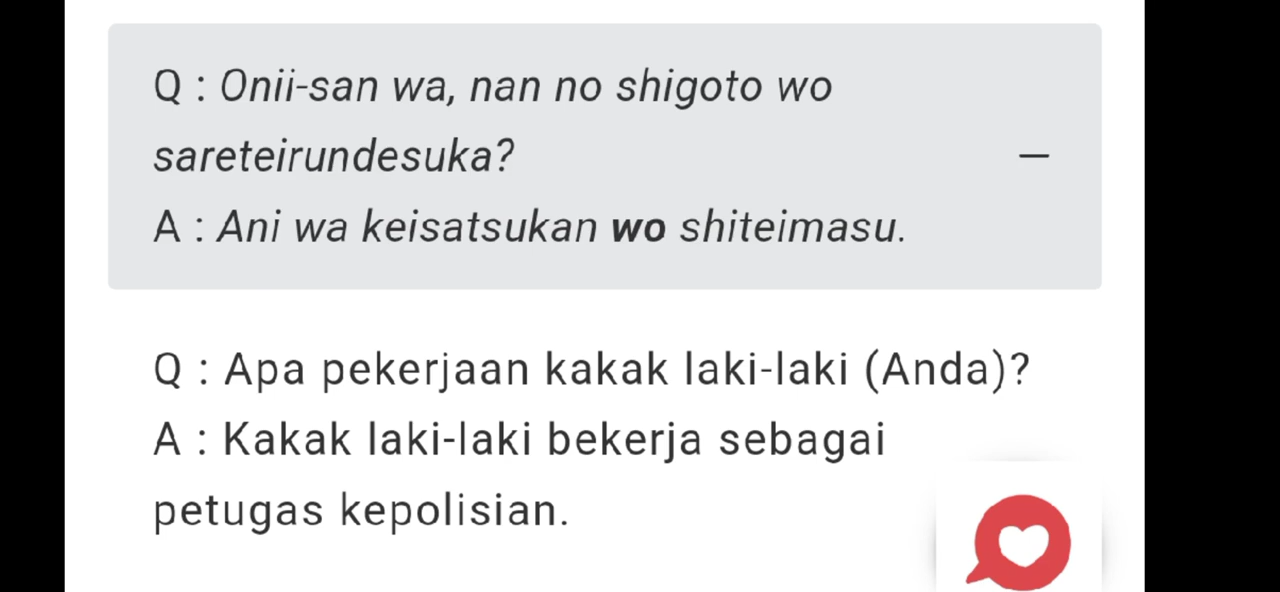 Q : Onii-san wa, nan no shigoto wo
sareteirundesuka?
A : Ani wa keisatsukan wo shiteimasu.
Q : Apa pekerjaan kakak laki-laki (Anda)?
A : Kakak laki-laki bekerja sebagai
petugas kepolisian.